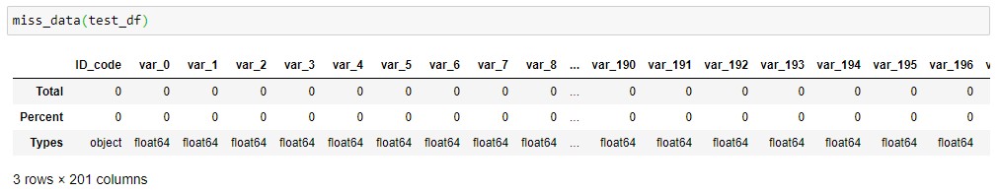 miss_data(test_df)
ID_code var_0 var_1 var_2 var_3 var_4 var_5 var_6 var_7 var_8 ... var_190 var_191 var_192 var_193 var_194 var_195 var_196 v
Total 0 0 0 0 0 0 0 0 0 0 ... 0 0 0 0 0 0 0
Percent 0 0 0 0 0 0 0 0 0 0 ... 0 0 0 0 0 0 0
Types object float64 float64 float64 float64 float64 float64 float64 float64 float64 ... float64 float64 float64 float64 float64 float64 float64
3 rows × 201 columns